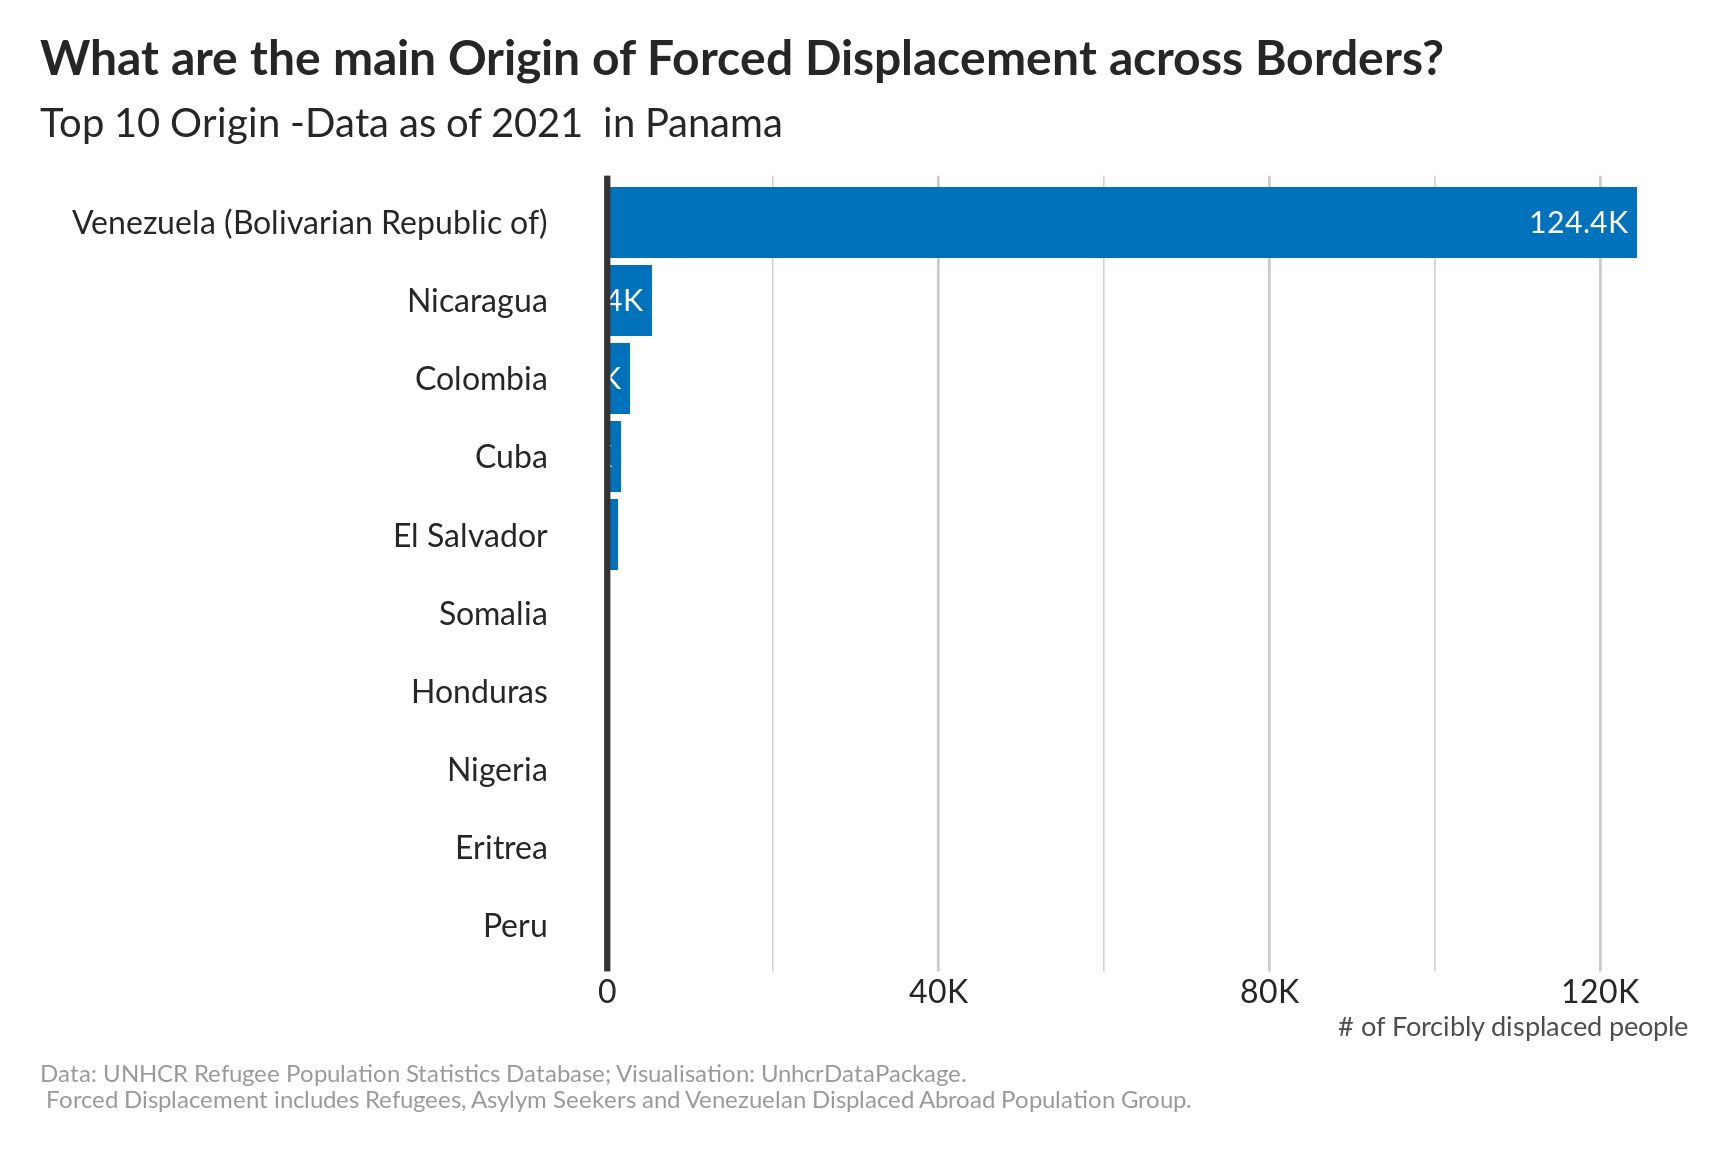 What are the main Origin of Forced Displacement across Borders?
Top 10 Origin -Data as of 2021  in Panama
Venezuela (Bolivarian Republic of)
124.4K
Nicaragua
4K
Colombia
K
Cuba
El Salvador
Somalia
Honduras
Nigeria
Eritrea
Peru
0
40K
80K
120K
# of Forcibly displaced people
Data: UNHCR Refugee Population Statistics Database; Visualisation: UnhcrDataPackage.
Forced Displacement includes Refugees, Asylym Seekers and Venezuelan Displaced Abroad Population Group.